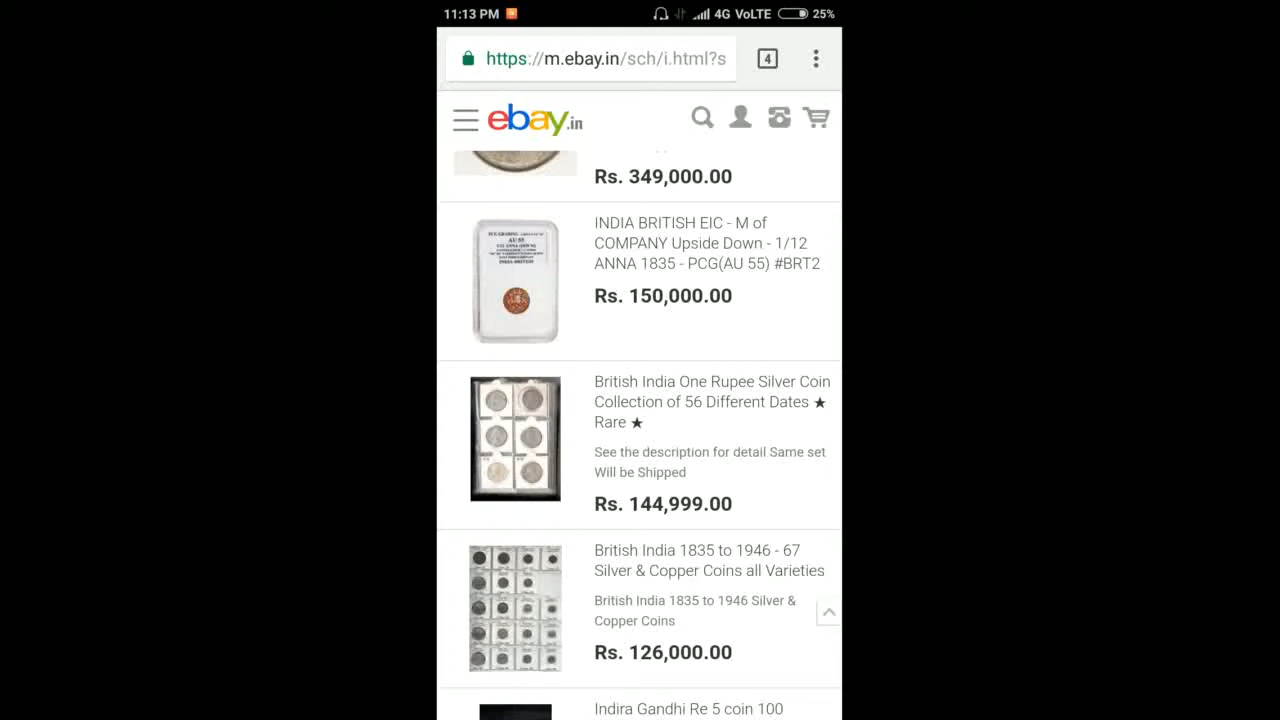 11:13 PM
4G VoLTE 25%
https://m.ebay.in/sch/i.html?s
4
ebay.in
Rs. 349,000.00
INDIA BRITISH EIC - M of
COMPANY Upside Down - 1/12
ANNA 1835 - PCG(AU 55) #BRT2
Rs. 150,000.00
AU 55
British India One Rupee Silver Coin
Collection of 56 Different Dates ★
Rare ★
See the description for detail Same set
Will be Shipped
Rs. 144,999.00
British India 1835 to 1946 - 67
Silver & Copper Coins all Varieties
British India 1835 to 1946 Silver &
Copper Coins
Rs. 126,000.00
Indira Gandhi Re 5 coin 100